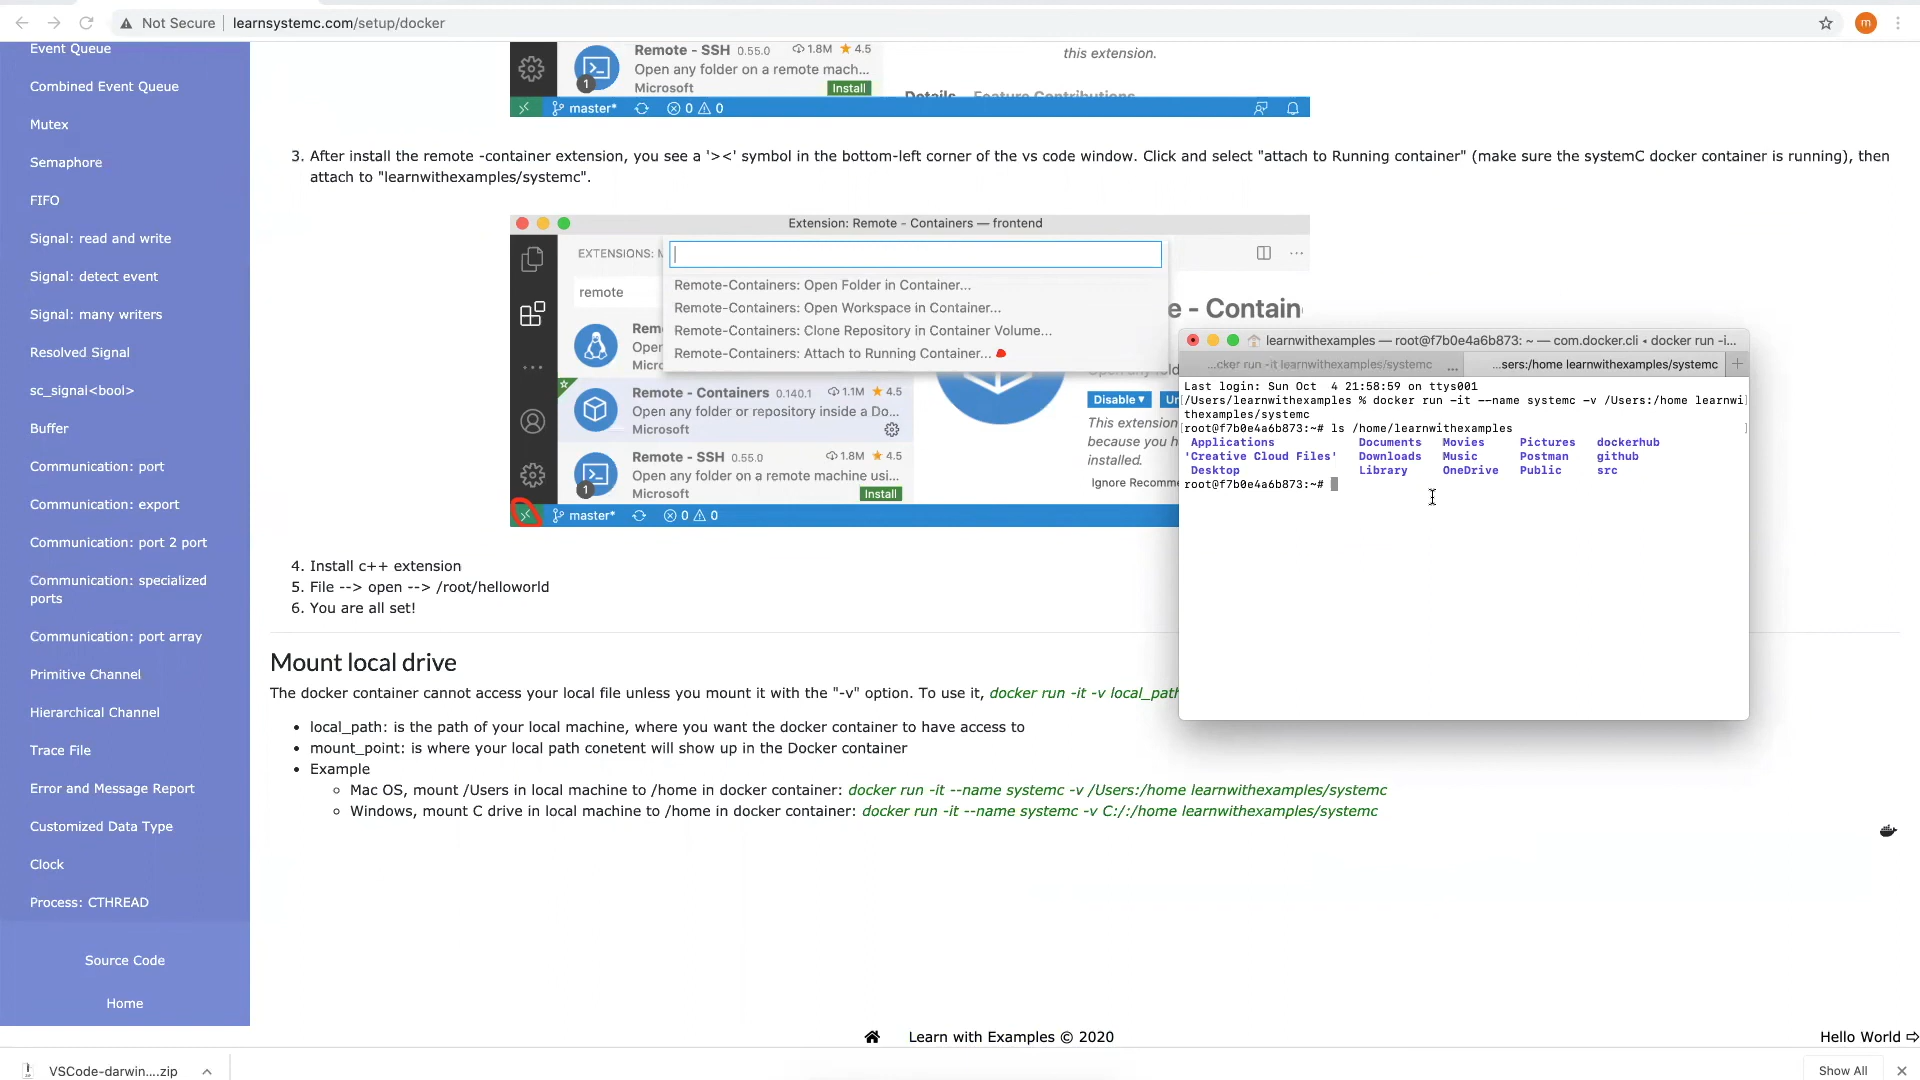 Not Secure
learnsystemc.com/setup/docker
m
Event Queue
Combined Event Queue
Mutex
Semaphore
FIFO
Signal: read and write
Signal: detect event
Signal: many writers
Resolved Signal
sc_signal<bool>
Buffer
Communication: port
Communication: export
Communication: port 2 port
Communication: specialized
ports
Communication: port array
Primitive Channel
Hierarchical Channel
Trace File
Error and Message Report
Customized Data Type
Clock
Process: CTHREAD
Source Code
Home
Remote - SSH 0.55.0 1.8M 4.5
Open any folder on a remote mach...
Microsoft Install
1
this extension.
Details Feature Contributions
master* 0 0
3. After install the remote -container extension, you see a '><' symbol in the bottom-left corner of the vs code window. Click and select "attach to Running container" (make sure the systemC docker container is running), then
attach to "learnwithexamples/systemc".
Extension: Remote - Containers — frontend
EXTENSIONS: M
remote
Remote-Containers: Open Folder in Container...
Remote-Containers: Open Workspace in Container...
Remote-Containers: Clone Repository in Container Volume...
Remote-Containers: Attach to Running Container...
e - Contain
Rem
Oper
Micro
Remote - Containers 0.140.1 1.1M 4.5
Open any folder or repository inside a Do...
Microsoft
Remote - SSH 0.55.0 1.8M 4.5
Open any folder on a remote machine usi...
Microsoft Install
1
Open any fold
Disable Un
This extension
because you h
installed.
Ignore Recomme
master* 0 0
learnwithexamples — root@f7b0e4a6b873: ~ — com.docker.cli ◂ docker run -i...
...cker run -it learnwithexamples/systemc ... ...sers:/home learnwithexamples/systemc
Last login: Sun Oct  4 21:58:59 on ttys001
[/Users/learnwithexamples % docker run -it --name systemc -v /Users:/home learnwi]
thexamples/systemc
[root@f7b0e4a6b873:~# ls /home/learnwithexamples ]
Applications Documents Movies Pictures dockerhub
'Creative Cloud Files' Downloads Music Postman github
Desktop Library OneDrive Public src
root@f7b0e4a6b873:~#
4. Install c++ extension
5. File --> open --> /root/helloworld
6. You are all set!
Mount local drive
The docker container cannot access your local file unless you mount it with the "-v" option. To use it, docker run -it -v local_path
• local_path: is the path of your local machine, where you want the docker container to have access to
• mount_point: is where your local path conetent will show up in the Docker container
• Example
Mac OS, mount /Users in local machine to /home in docker container: docker run -it --name systemc -v /Users:/home learnwithexamples/systemc
Windows, mount C drive in local machine to /home in docker container: docker run -it --name systemc -v C:/:/home learnwithexamples/systemc
Learn with Examples © 2020
Hello World
VSCode-darwin....zip
Show All